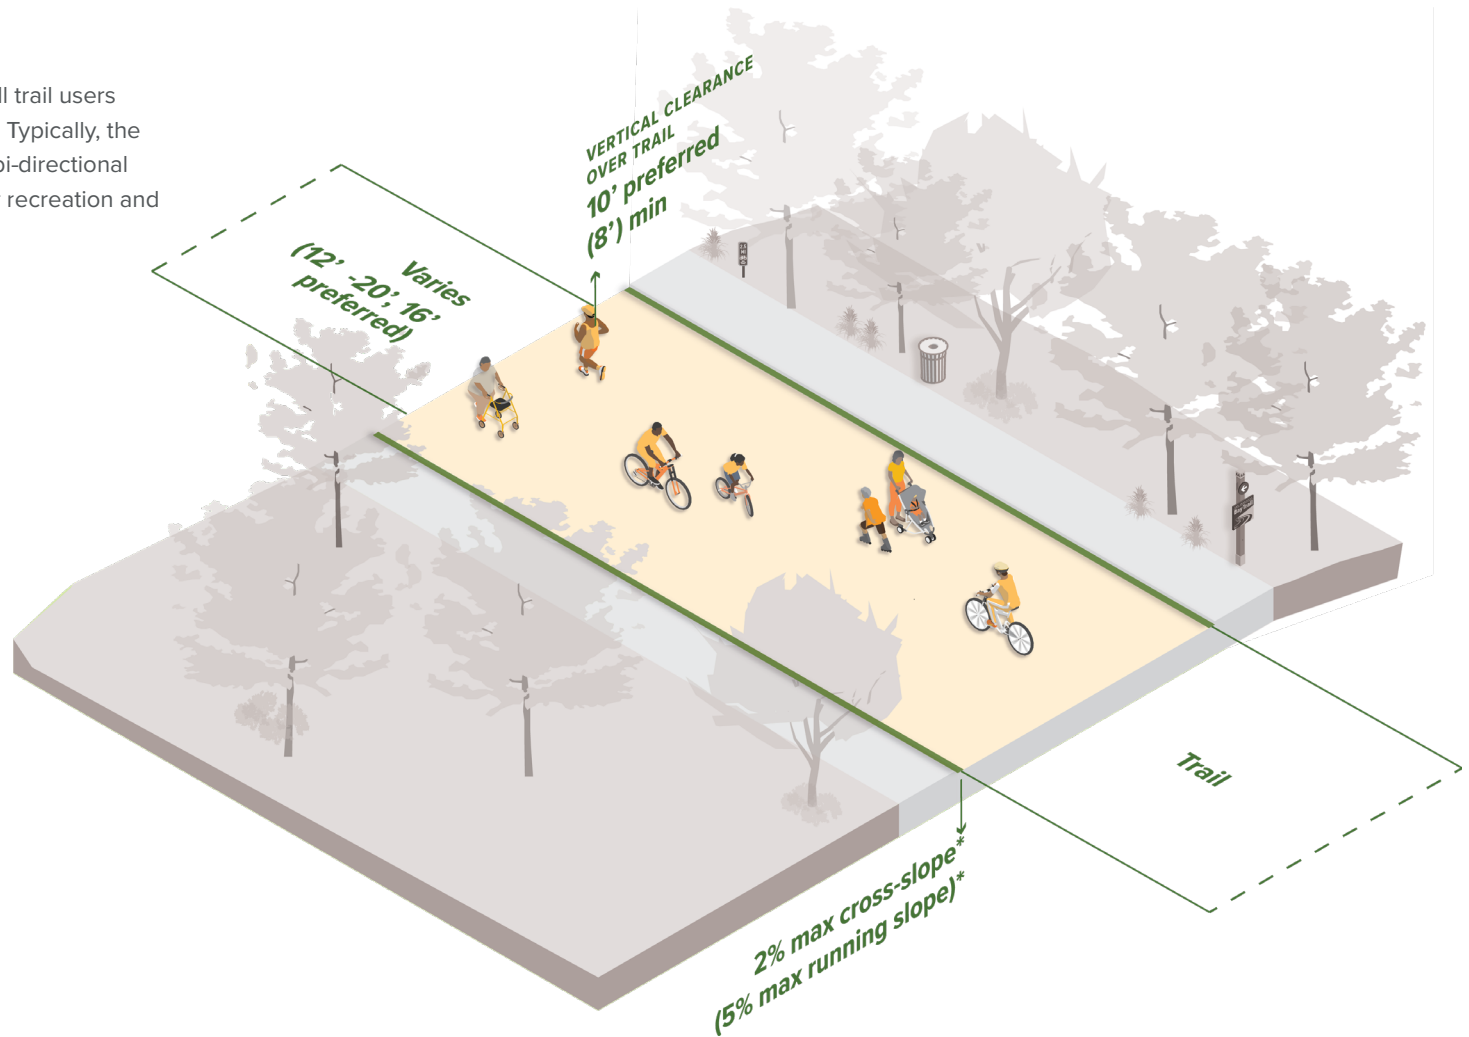 ll trail users
Typically, the
bi-directional
recreation and
VERTICAL CLEARANCE
OVER TRAIL
10’ preferred
(8’) min
Varies
(12’ -20’, 16’
preferred)
Trail
2% max cross-slope*
(5% max running slope)*